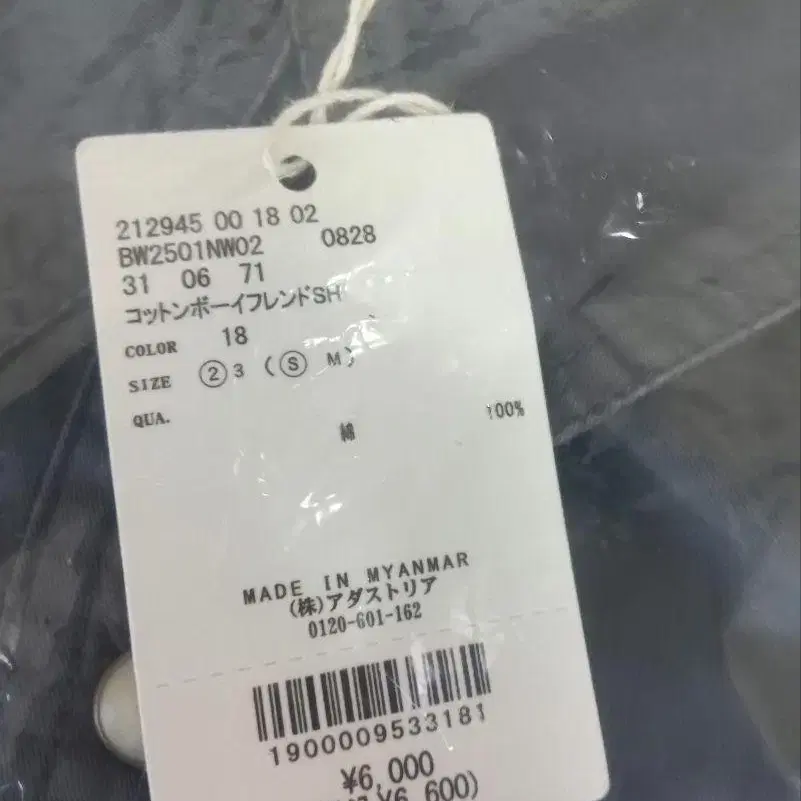 212945 00 18 02
BW2501NW02 0828
31 06 71
コットンボーイフレンドSH
COLOR 18
SIZE ②3 (Ⓢ M)
QUA.
綿 100%
MADE IN MYANMAR
(株)アダストリア
0120-601-162
1900009533181
¥6,000
¥6,600)